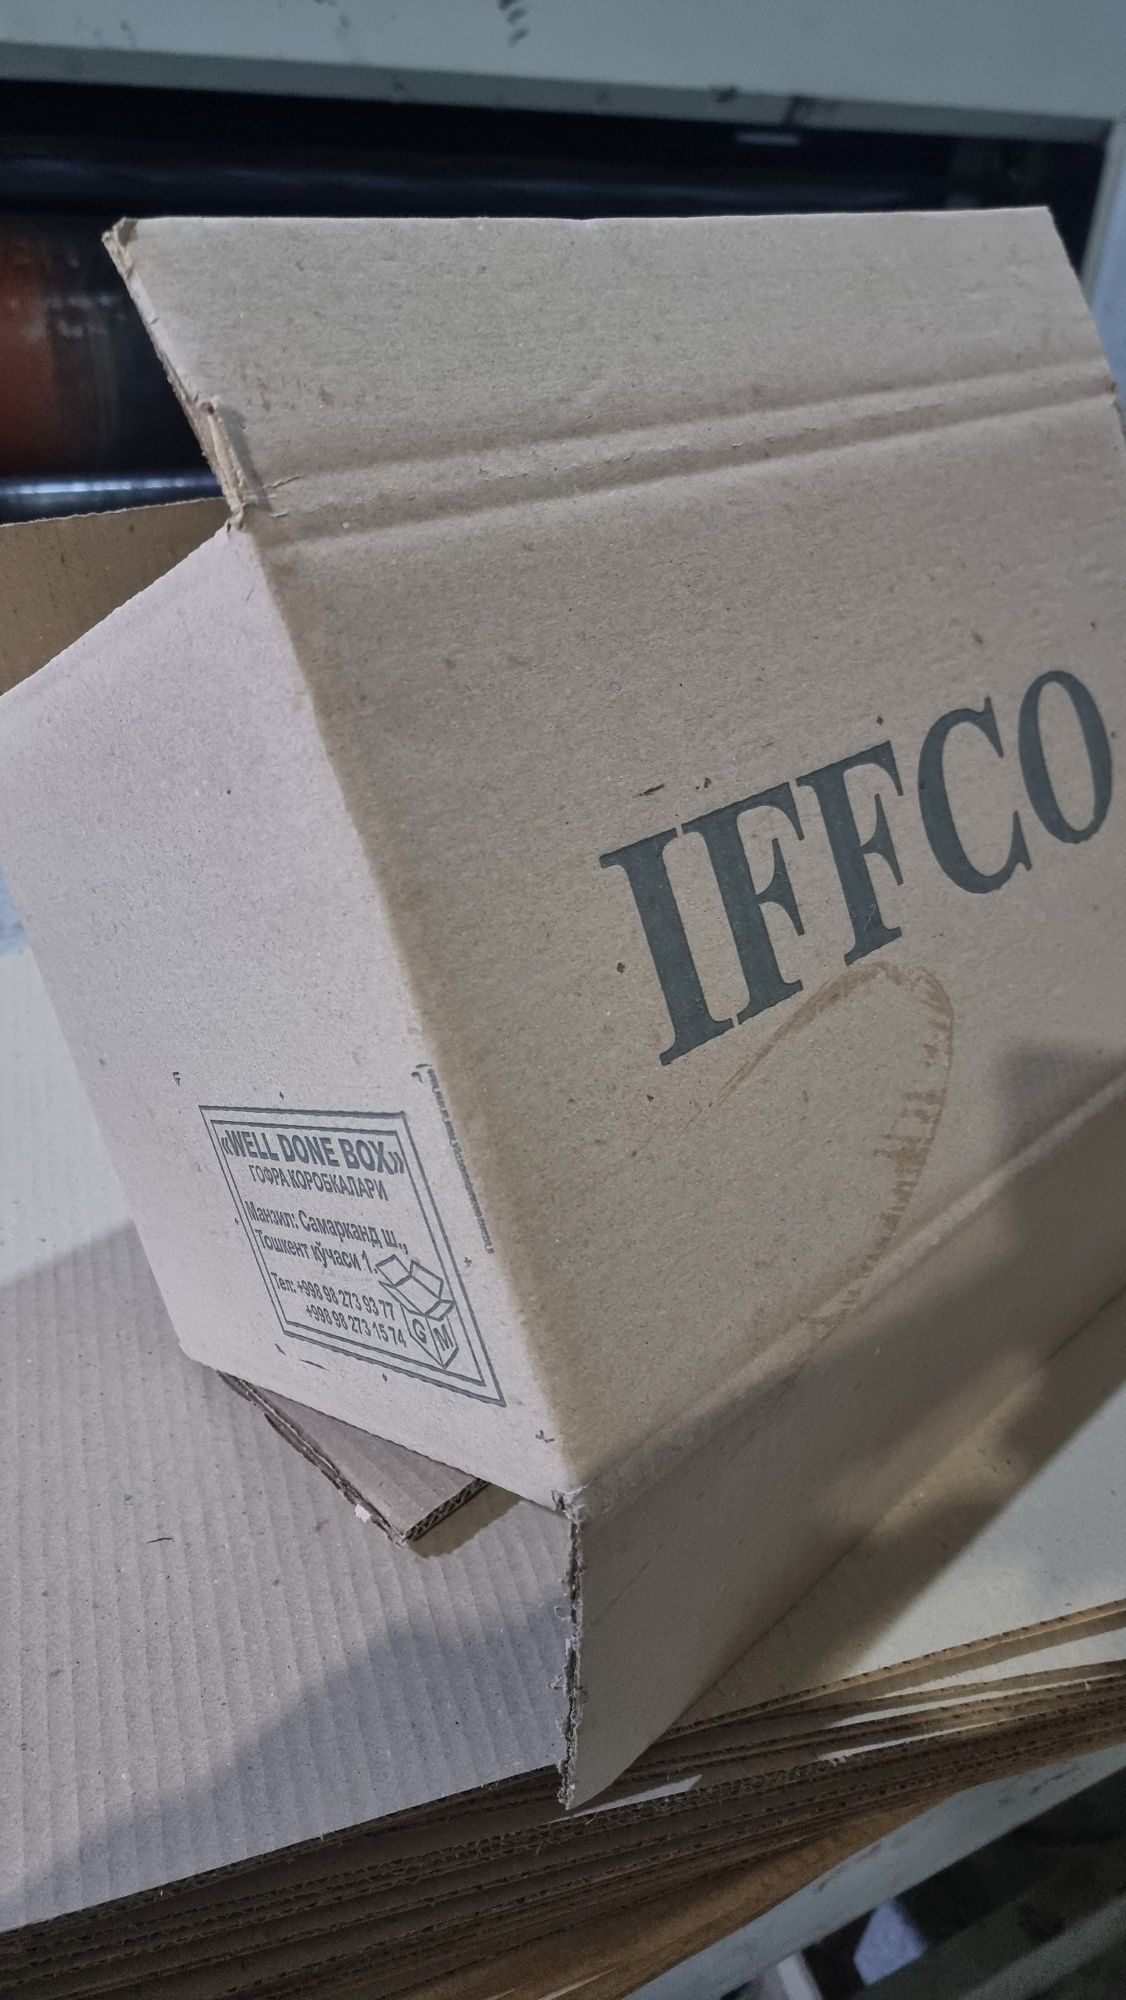 IFFCO
«WELL DONE BOX»
ГОФРА КОРОБКАЛАРИ
Манзил: Самарканд ш.,
Тошкент кўчаси 1.
Тел: +998 98 273 93 77
+998 98 273 15 74
G M